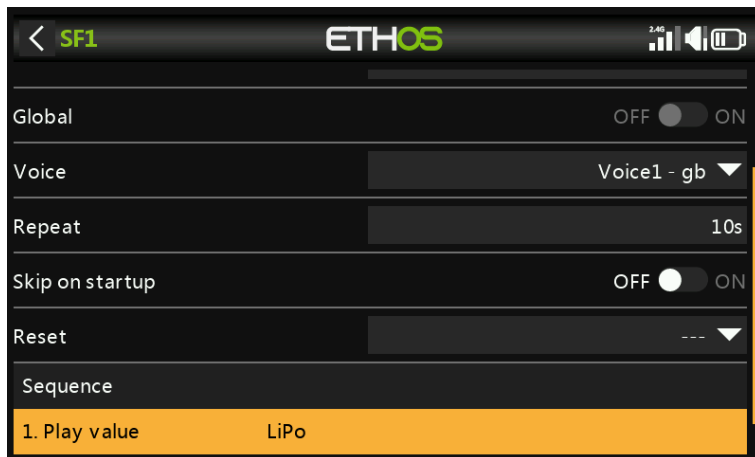 SF1 ETHOS 2.4G
Global OFF ON
Voice Voice1 - gb
Repeat 10s
Skip on startup OFF ON
Reset ---
Sequence
1. Play value LiPo